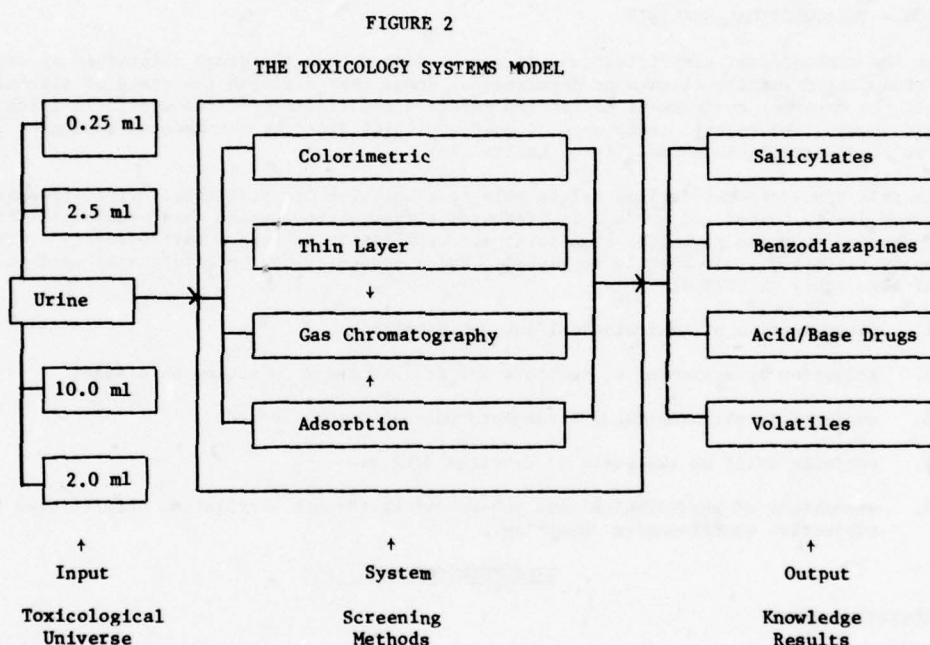 FIGURE 2
THE TOXICOLOGY SYSTEMS MODEL
0.25 ml
2.5 ml
Urine
10.0 ml
2.0 ml
Colorimetric
Thin Layer
↓
Gas Chromatography
↑
Adsorbtion
Salicylates
Benzodiazapines
Acid/Base Drugs
Volatiles
↑ ↑ ↑
Input System Output
Toxicological Screening Knowledge
Universe Methods Results